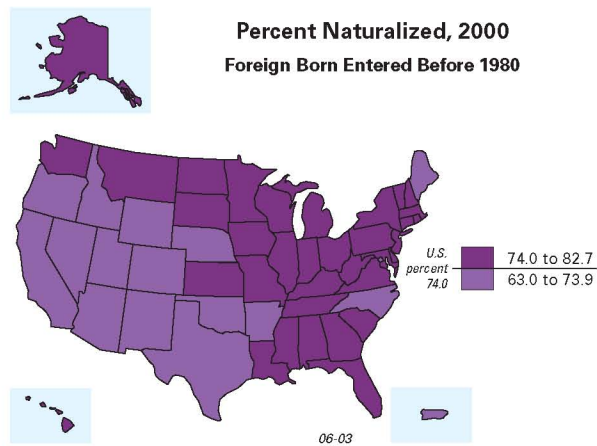 Percent Naturalized, 2000
Foreign Born Entered Before 1980
U.S.
percent
74.0
74.0 to 82.7
63.0 to 73.9
06-03